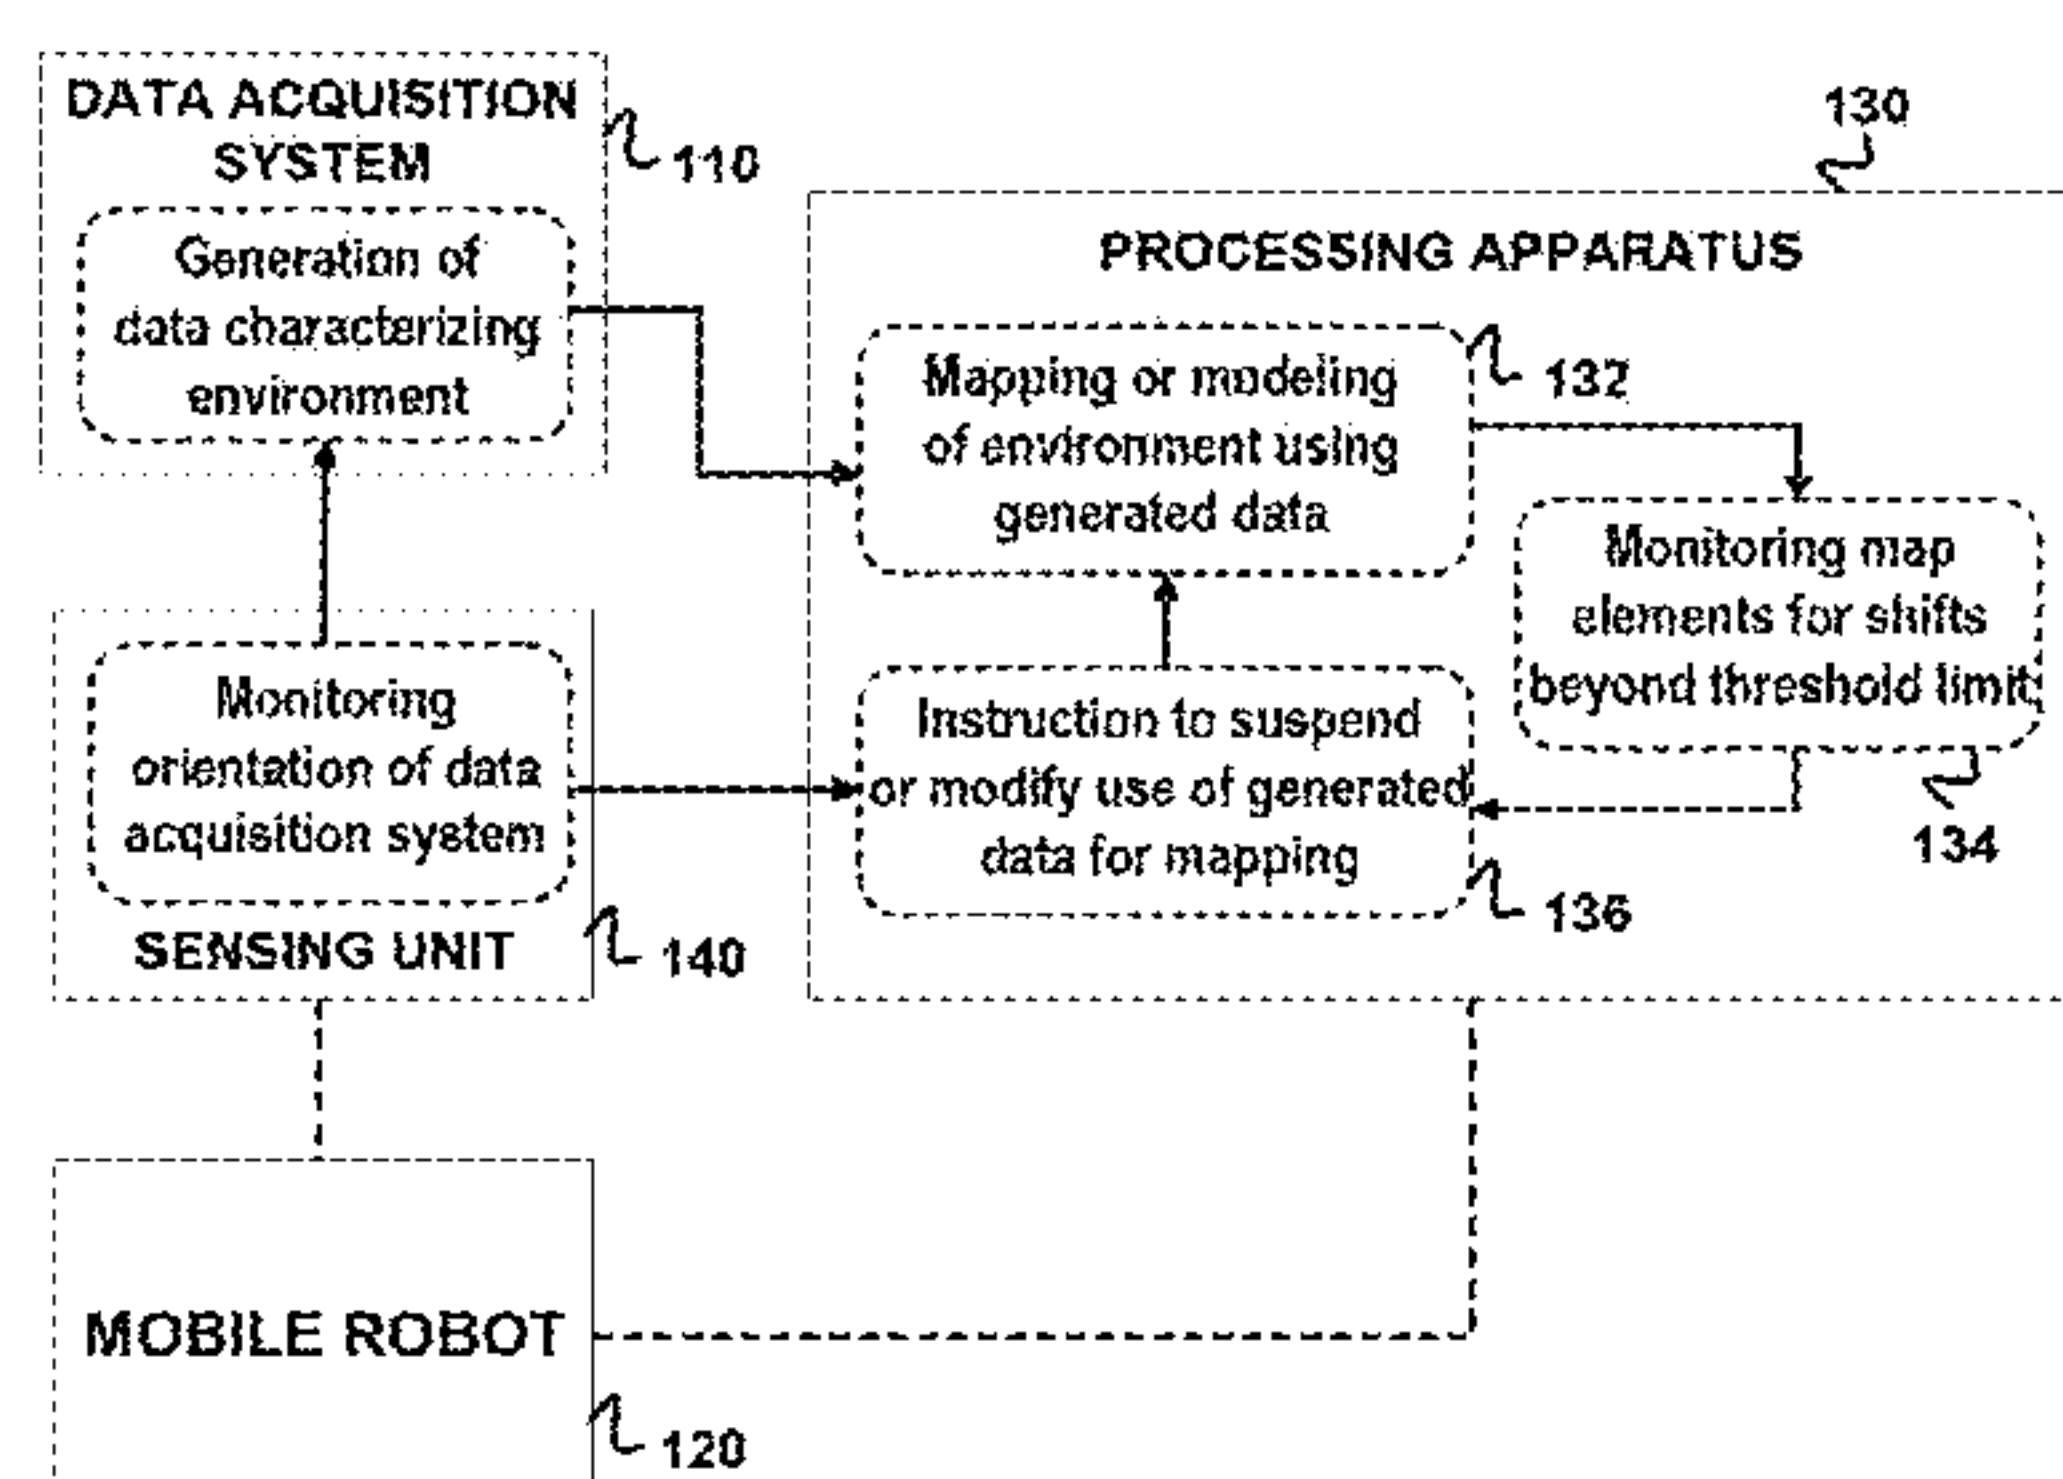 DATA ACQUISITION
SYSTEM
110
Generation of
data characterizing
environment
130
PROCESSING APPARATUS
Mapping or modeling
of environment using
generated data
132
Monitoring map
elements for shifts
beyond threshold limit
134
Monitoring
orientation of data
acquisition system
SENSING UNIT
140
Instruction to suspend
or modify use of generated
data for mapping
136
MOBILE ROBOT
120